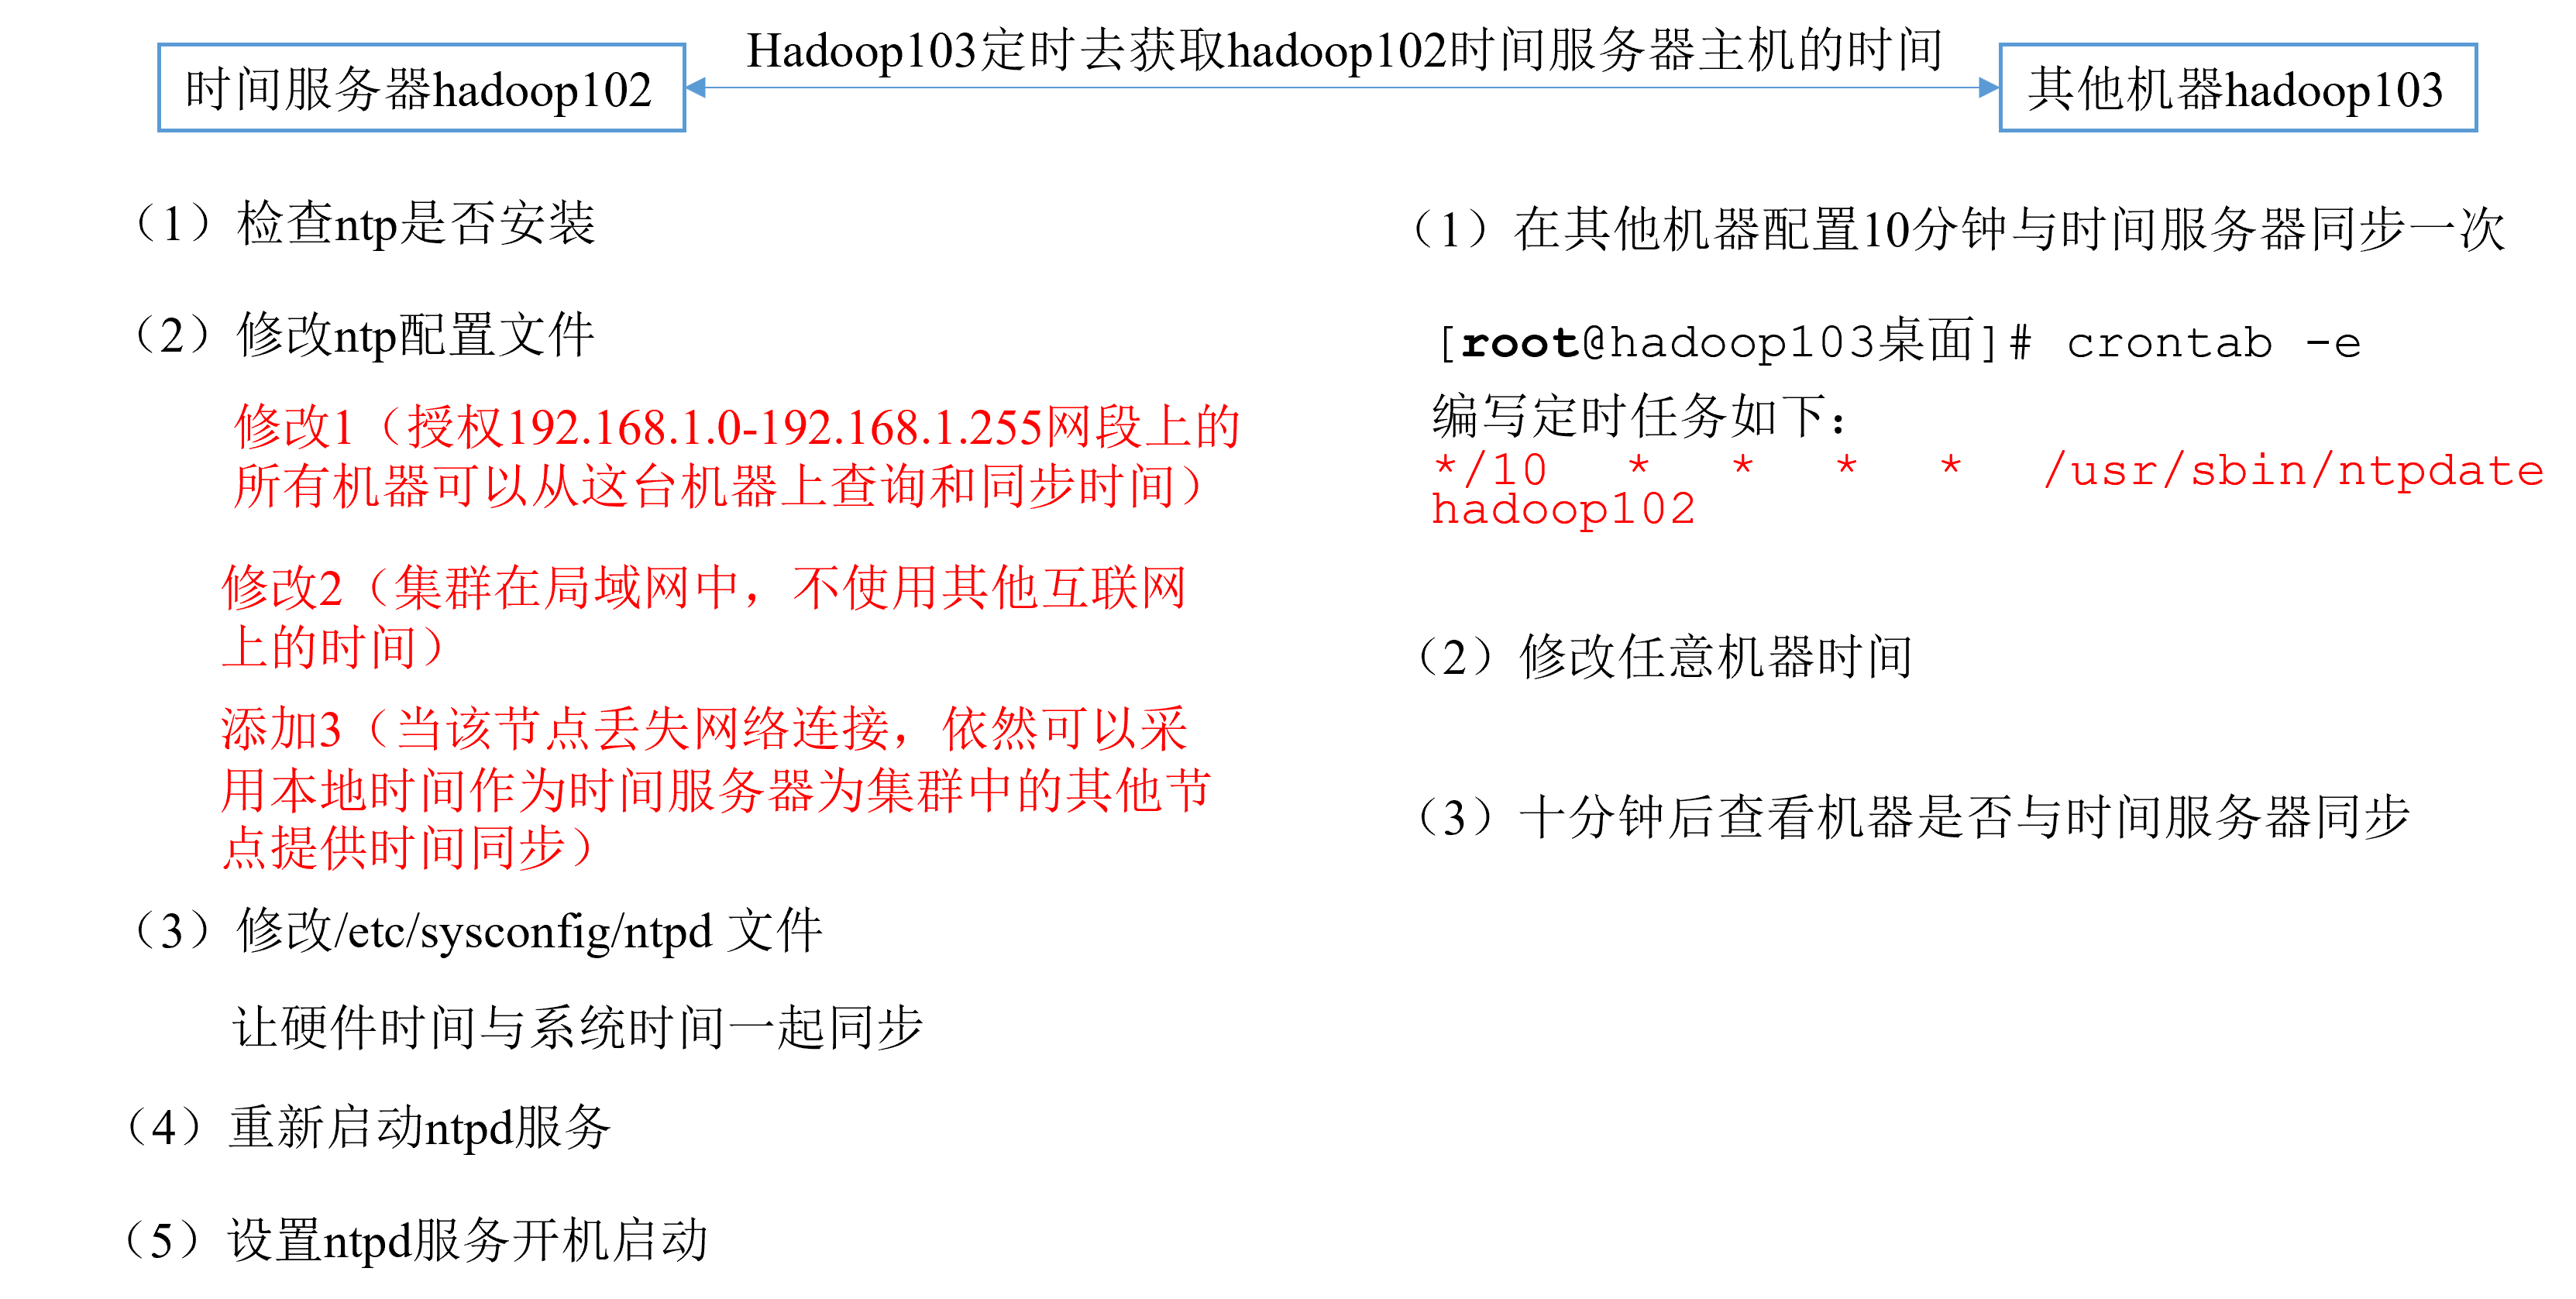 时间服务器hadoop102
Hadoop103定时去获取hadoop102时间服务器主机的时间
其他机器hadoop103
（1）检查ntp是否安装
（2）修改ntp配置文件
修改1（授权192.168.1.0-192.168.1.255网段上的
所有机器可以从这台机器上查询和同步时间）
修改2（集群在局域网中，不使用其他互联网
上的时间）
添加3（当该节点丢失网络连接，依然可以采
用本地时间作为时间服务器为集群中的其他节
点提供时间同步）
（3）修改/etc/sysconfig/ntpd 文件
让硬件时间与系统时间一起同步
（4）重新启动ntpd服务
（5）设置ntpd服务开机启动
（1）在其他机器配置10分钟与时间服务器同步一次
[root@hadoop103桌面]# crontab -e
编写定时任务如下：
*/10 * * * * /usr/sbin/ntpdate
hadoop102
（2）修改任意机器时间
（3）十分钟后查看机器是否与时间服务器同步